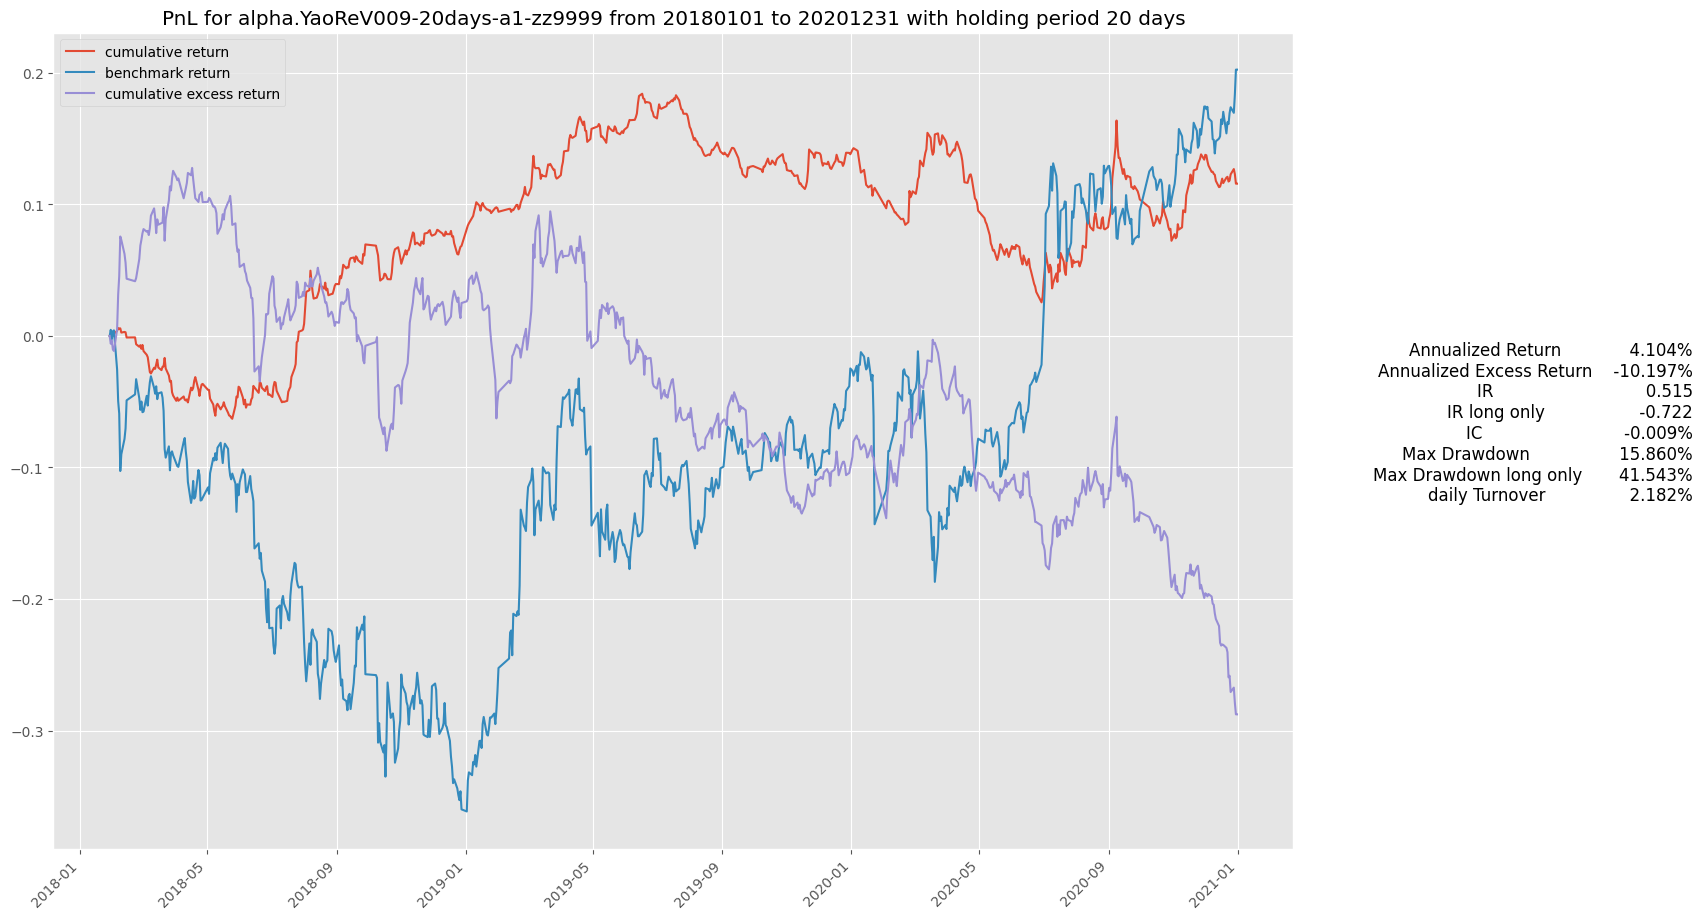 PnL for alpha.YaoReV009-20days-a1-zz9999 from 20180101 to 20201231 with holding period 20 days
cumulative return
benchmark return
cumulative excess return
0.2
0.1
0.0
−0.1
−0.2
−0.3
2018-01
2018-05
2018-09
2019-01
2019-05
2019-09
2020-01
2020-05
2020-09
2021-01
Annualized Return 4.104%
Annualized Excess Return -10.197%
IR 0.515
IR long only -0.722
IC -0.009%
Max Drawdown 15.860%
Max Drawdown long only 41.543%
daily Turnover 2.182%